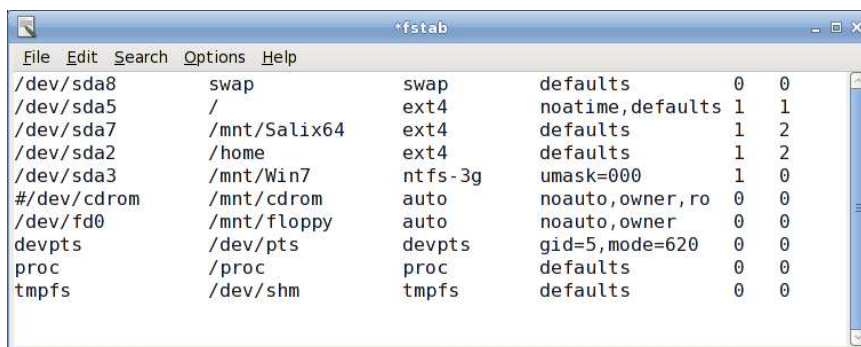 *fstab
File Edit Search Options Help
/dev/sda8 swap swap defaults 0 0
/dev/sda5 / ext4 noatime,defaults 1 1
/dev/sda7 /mnt/Salix64 ext4 defaults 1 2
/dev/sda2 /home ext4 defaults 1 2
/dev/sda3 /mnt/Win7 ntfs-3g umask=000 1 0
#/dev/cdrom /mnt/cdrom auto noauto,owner,ro 0 0
/dev/fd0 /mnt/floppy auto noauto,owner 0 0
devpts /dev/pts devpts gid=5,mode=620 0 0
proc /proc proc defaults 0 0
tmpfs /dev/shm tmpfs defaults 0 0